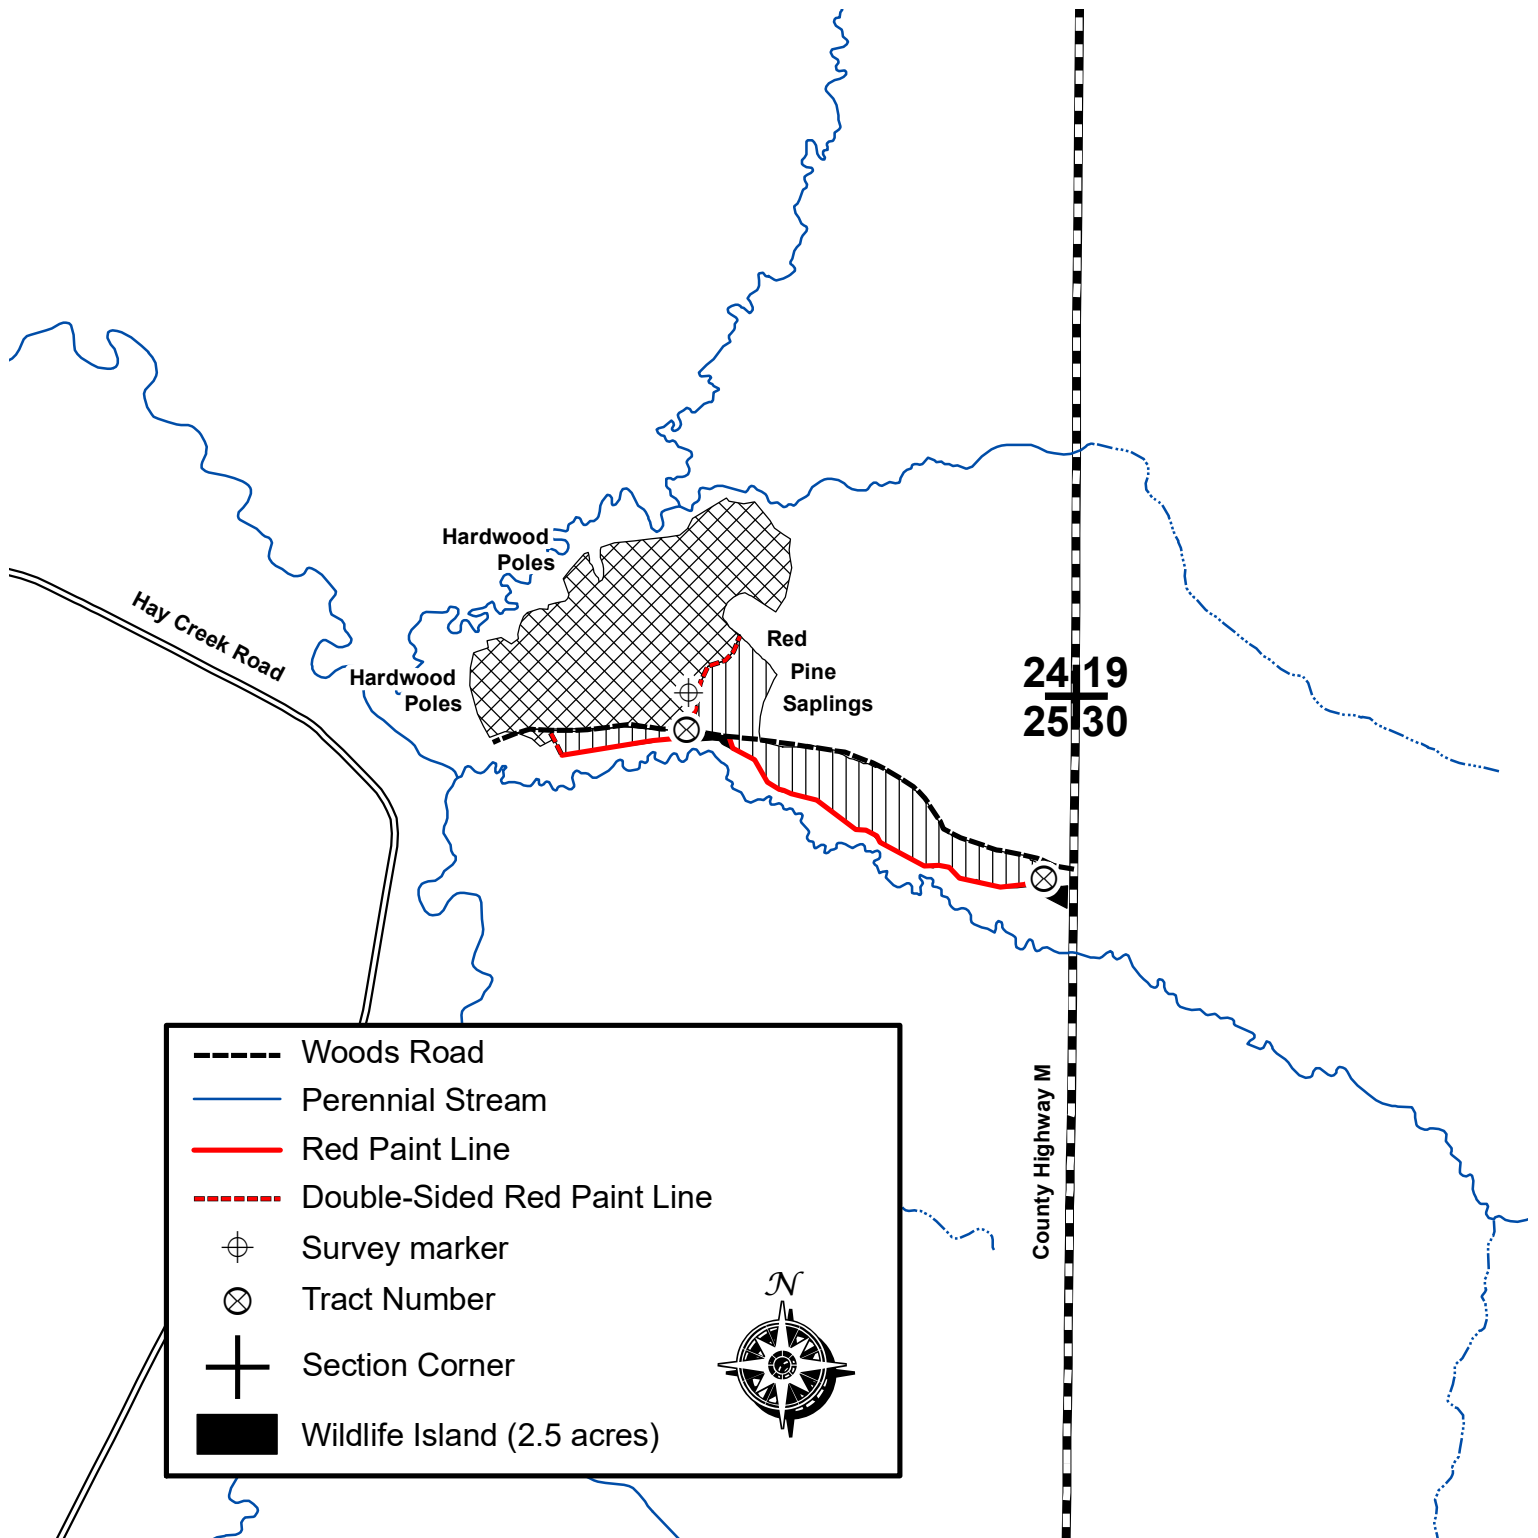 Hardwood
Poles
Hay Creek Road
Hardwood
Poles
Red
Pine
Saplings
24 19
25 30
County Highway M
Woods Road
Perennial Stream
Red Paint Line
Double-Sided Red Paint Line
Survey marker
Tract Number
Section Corner
Wildlife Island (2.5 acres)
N